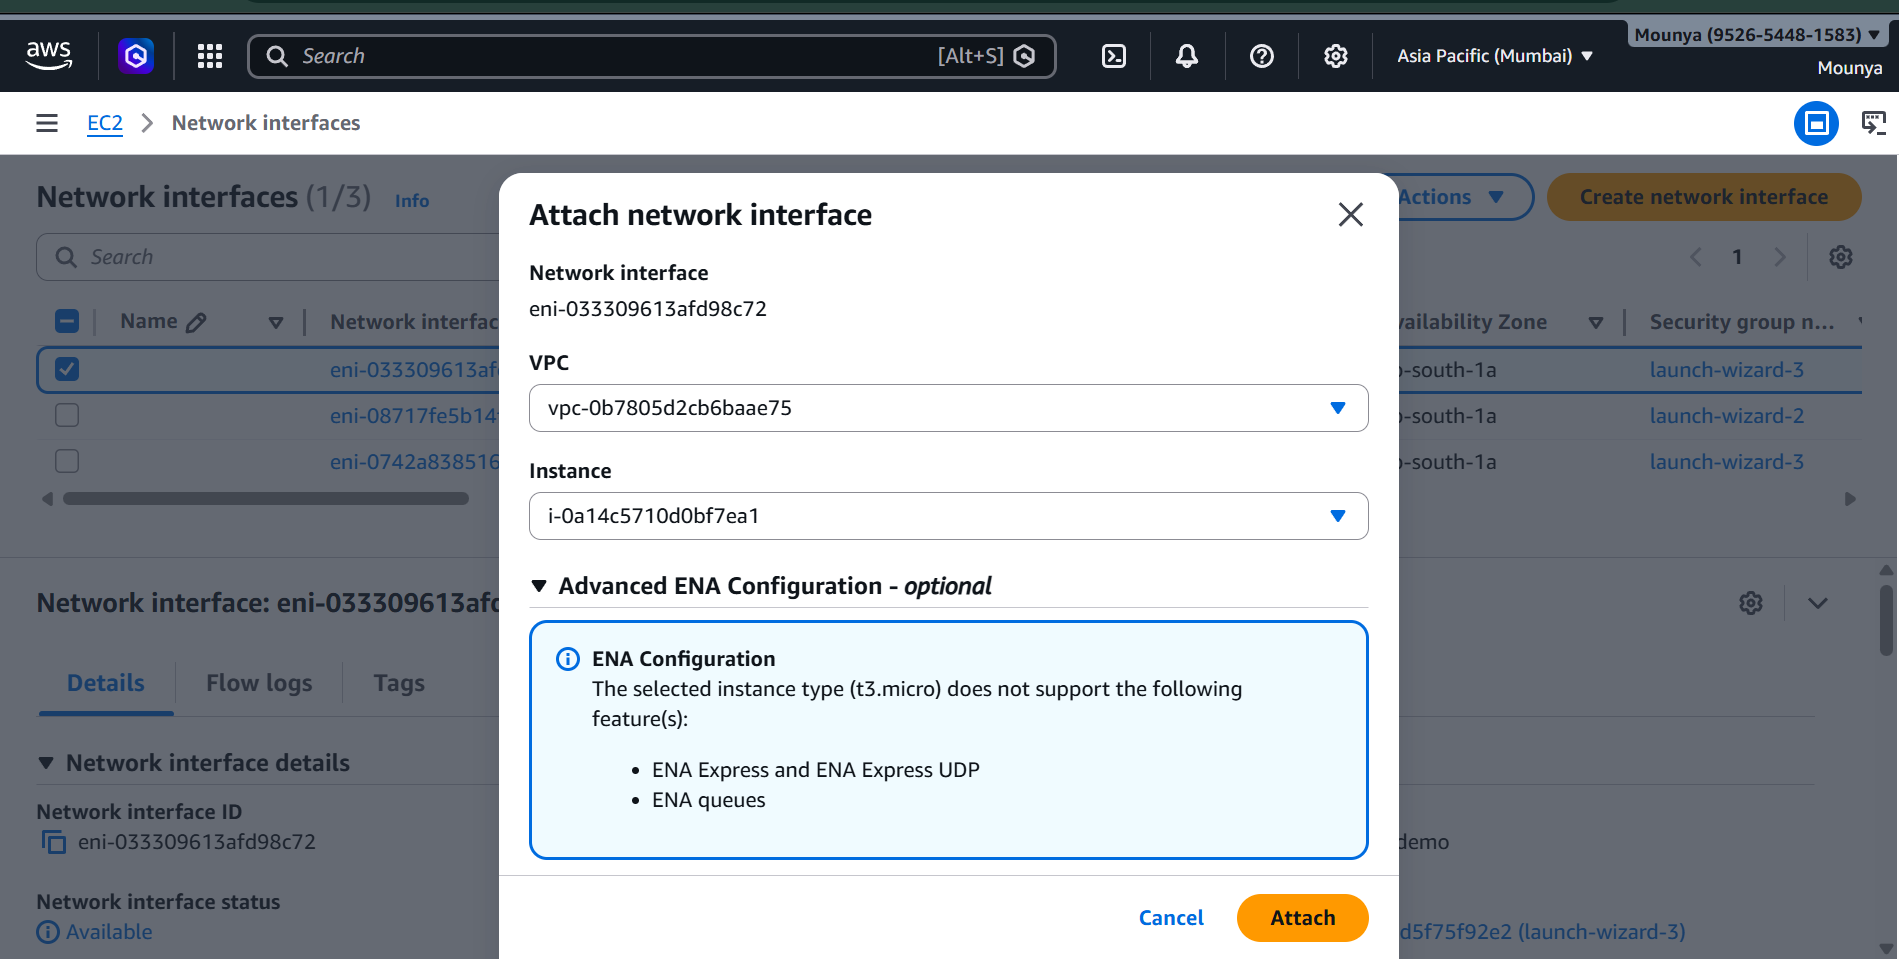 aws
Search
[Alt+S]
Asia Pacific (Mumbai)
Mounya (9526-5448-1583)
Mounya
EC2
Network interfaces
Network interfaces (1/3)
Info
Actions
Create network interface
Search
1
Name
Network interfac
vailability Zone
Security group n...
eni-033309613af
-south-1a
launch-wizard-3
eni-08717fe5b14
-south-1a
launch-wizard-2
eni-0742a838516
-south-1a
launch-wizard-3
Attach network interface
Network interface
eni-033309613afd98c72
VPC
vpc-0b7805d2cb6baae75
Instance
i-0a14c5710d0bf7ea1
Advanced ENA Configuration - optional
ENA Configuration
The selected instance type (t3.micro) does not support the following
feature(s):
• ENA Express and ENA Express UDP
• ENA queues
Cancel
Attach
Network interface: eni-033309613afd
Details
Flow logs
Tags
Network interface details
Network interface ID
eni-033309613afd98c72
demo
Network interface status
Available
d5f75f92e2 (launch-wizard-3)